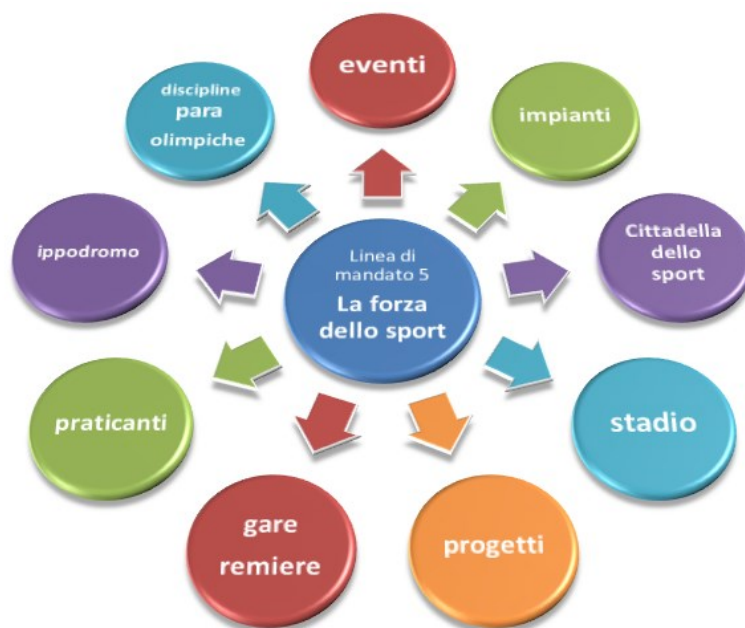 Linea di
mandato 5
La forza
dello sport
eventi
impianti
Cittadella
dello
sport
stadio
progetti
gare
remiere
praticanti
ippodromo
discipline
para
olimpiche